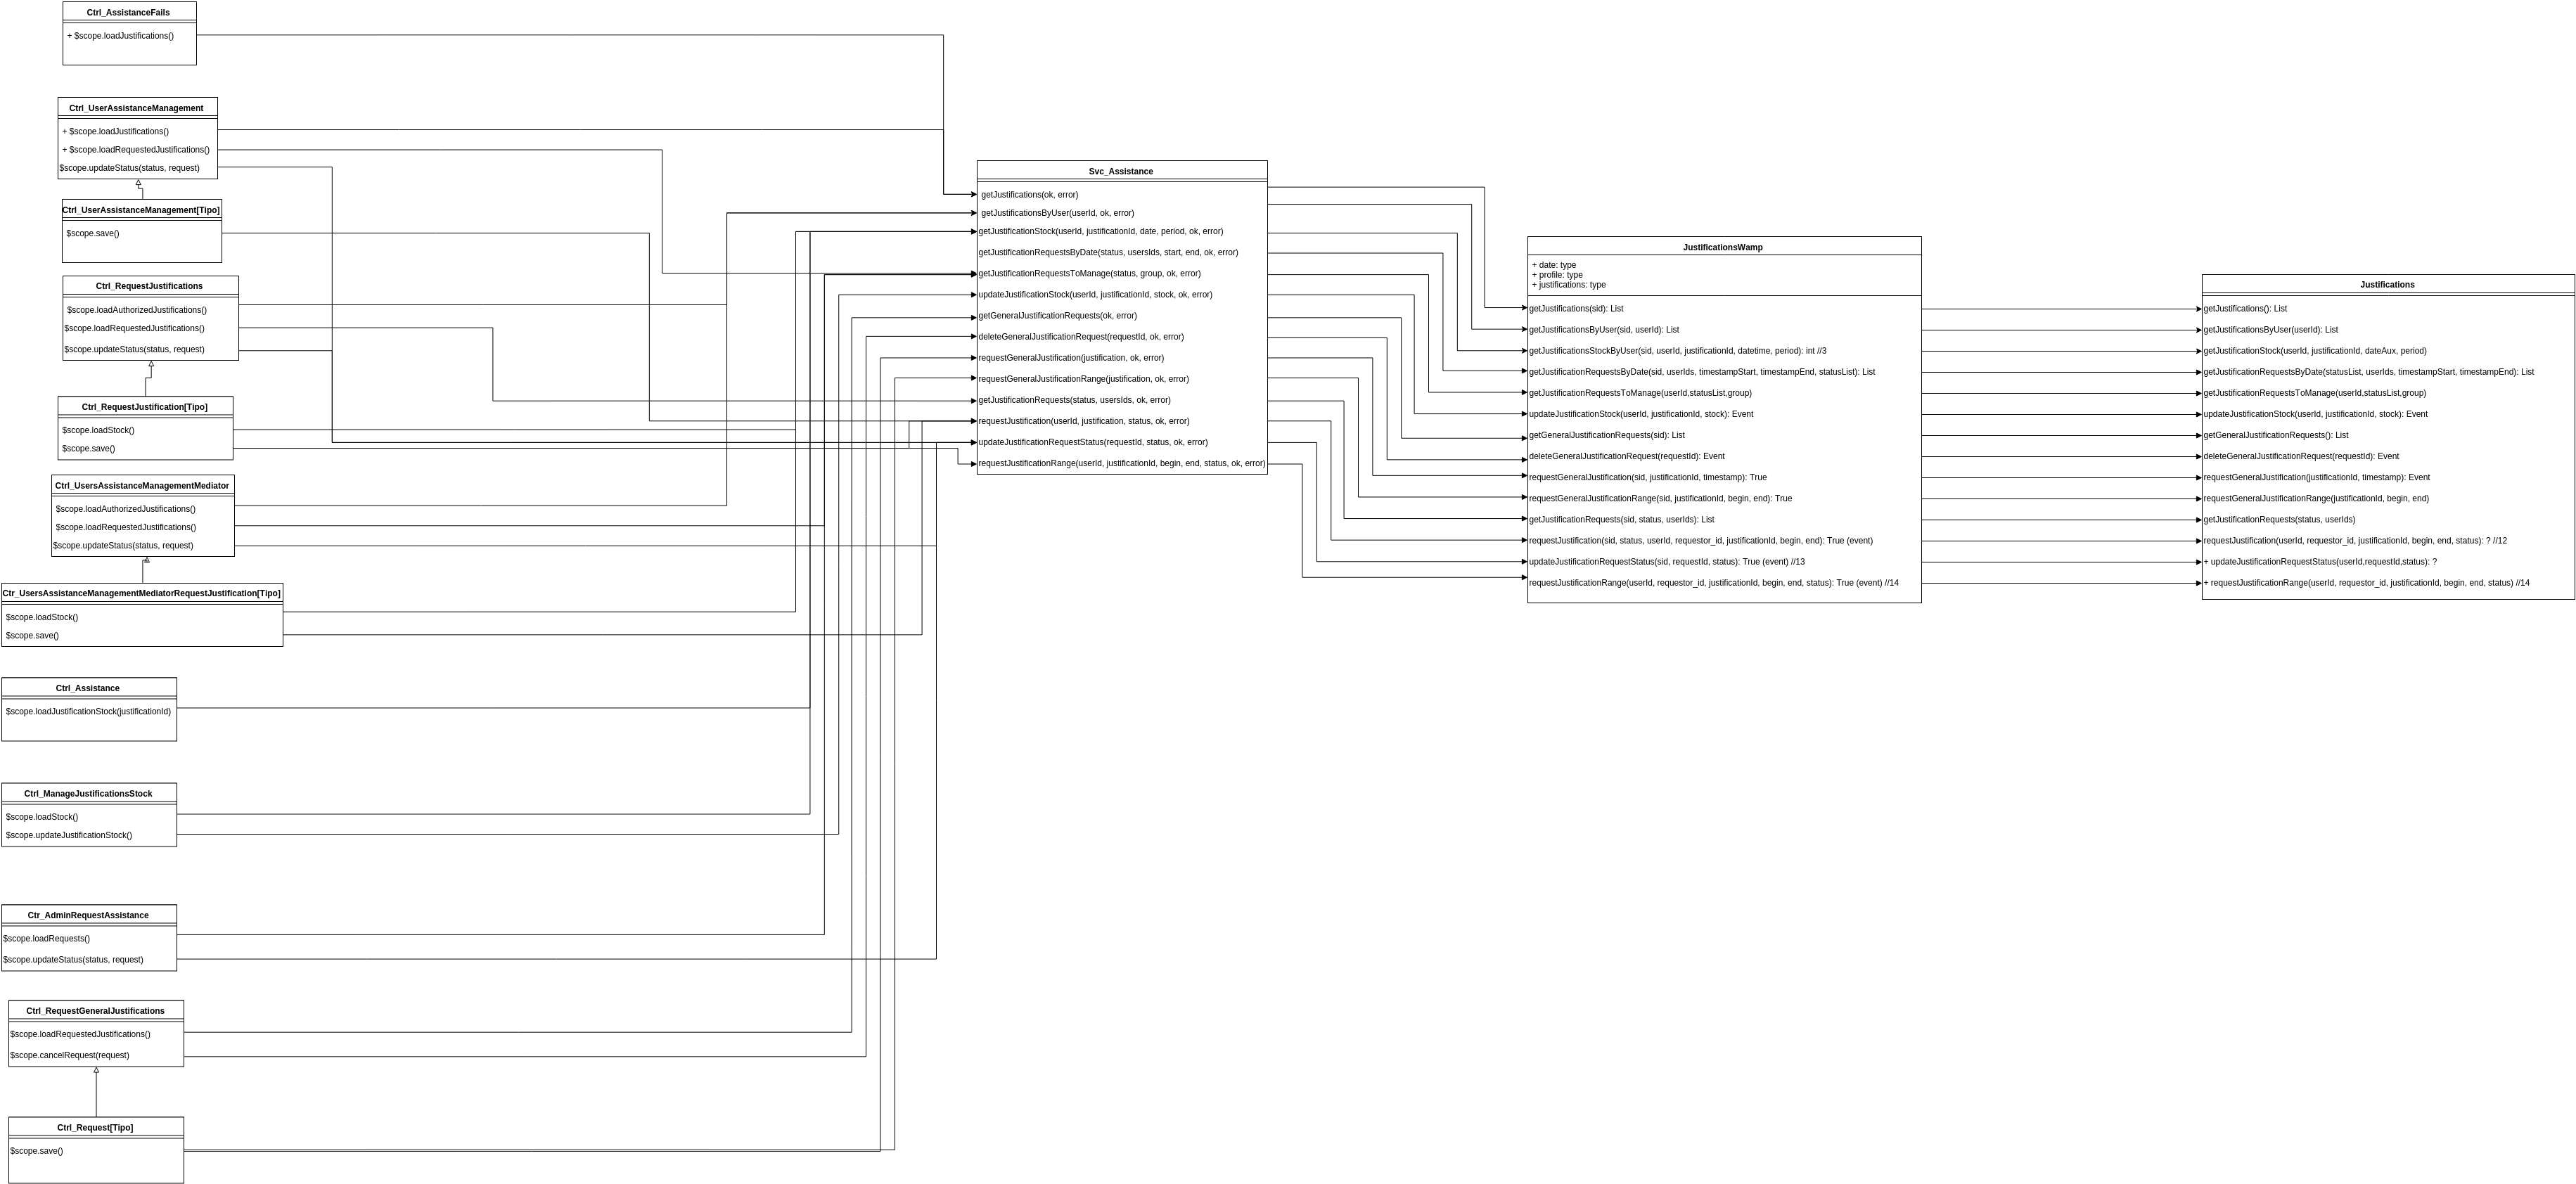 Ctrl_AssistanceFails
+ $scope.loadJustifications()
Ctrl_UserAssistanceManagement
+ $scope.loadJustifications()
+ $scope.loadRequestedJustifications()
$scope.updateStatus(status, request)
Ctrl_UserAssistanceManagement[Tipo]
$scope.save()
Ctrl_RequestJustifications
$scope.loadAuthorizedJustifications()
$scope.loadRequestedJustifications()
$scope.updateStatus(status, request)
Ctrl_RequestJustification[Tipo]
$scope.loadStock()
$scope.save()
Ctrl_UsersAssistanceManagementMediator
$scope.loadAuthorizedJustifications()
$scope.loadRequestedJustifications()
$scope.updateStatus(status, request)
Ctr_UsersAssistanceManagementMediatorRequestJustification[Tipo]
$scope.loadStock()
$scope.save()
Ctrl_Assistance
$scope.loadJustificationStock(justificationId)
Ctrl_ManageJustificationsStock
$scope.loadStock()
$scope.updateJustificationStock()
Ctr_AdminRequestAssistance
$scope.loadRequests()
$scope.updateStatus(status, request)
Ctrl_RequestGeneralJustifications
$scope.loadRequestedJustifications()
$scope.cancelRequest(request)
Ctrl_Request[Tipo]
$scope.save()
Svc_Assistance
getJustifications(ok, error)
getJustificationsByUser(userId, ok, error)
getJustificationStock(userId, justificationId, date, period, ok, error)
getJustificationRequestsByDate(status, usersIds, start, end, ok, error)
getJustificationRequestsToManage(status, group, ok, error)
updateJustificationStock(userId, justificationId, stock, ok, error)
getGeneralJustificationRequests(ok, error)
deleteGeneralJustificationRequest(requestId, ok, error)
requestGeneralJustification(justification, ok, error)
requestGeneralJustificationRange(justification, ok, error)
getJustificationRequests(status, usersIds, ok, error)
requestJustification(userId, justification, status, ok, error)
updateJustificationRequestStatus(requestId, status, ok, error)
requestJustificationRange(userId, justificationId, begin, end, status, ok, error)
JustificationsWamp
+ date: type
+ profile: type
+ justifications: type
getJustifications(sid): List
getJustificationsByUser(sid, userId): List
getJustificationsStockByUser(sid, userId, justificationId, datetime, period): int //3
getJustificationRequestsByDate(sid, userIds, timestampStart, timestampEnd, statusList): List
getJustificationRequestsToManage(userId,statusList,group)
updateJustificationStock(userId, justificationId, stock): Event
getGeneralJustificationRequests(sid): List
deleteGeneralJustificationRequest(requestId): Event
requestGeneralJustification(sid, justificationId, timestamp): True
requestGeneralJustificationRange(sid, justificationId, begin, end): True
getJustificationRequests(sid, status, userIds): List
requestJustification(sid, status, userId, requestor_id, justificationId, begin, end): True (event)
updateJustificationRequestStatus(sid, requestId, status): True (event) //13
requestJustificationRange(userId, requestor_id, justificationId, begin, end, status): True (event) //14
Justifications
getJustifications(): List
getJustificationsByUser(userId): List
getJustificationStock(userId, justificationId, dateAux, period)
getJustificationRequestsByDate(statusList, userIds, timestampStart, timestampEnd): List
getJustificationRequestsToManage(userId,statusList,group)
updateJustificationStock(userId, justificationId, stock): Event
getGeneralJustificationRequests(): List
deleteGeneralJustificationRequest(requestId): Event
requestGeneralJustification(justificationId, timestamp): Event
requestGeneralJustificationRange(justificationId, begin, end)
getJustificationRequests(status, userIds)
requestJustification(userId, requestor_id, justificationId, begin, end, status): ? //12
+ updateJustificationRequestStatus(userId,requestId,status): ?
+ requestJustificationRange(userId, requestor_id, justificationId, begin, end, status) //14